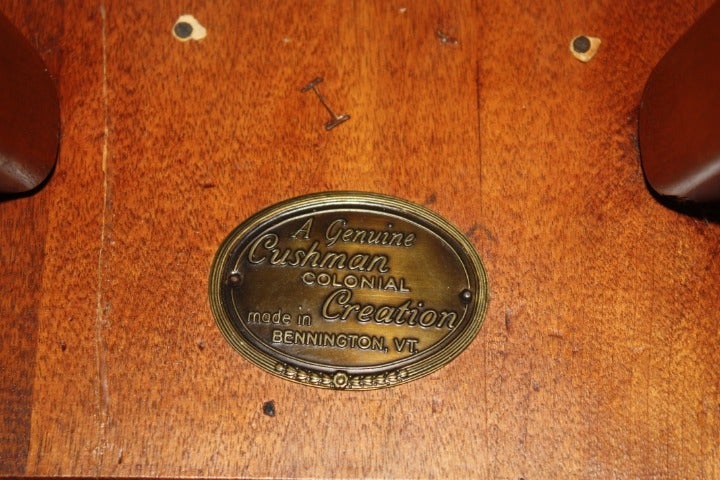 A Genuine
Cushman
COLONIAL
Creation
made in
BENNINGTON, VT.